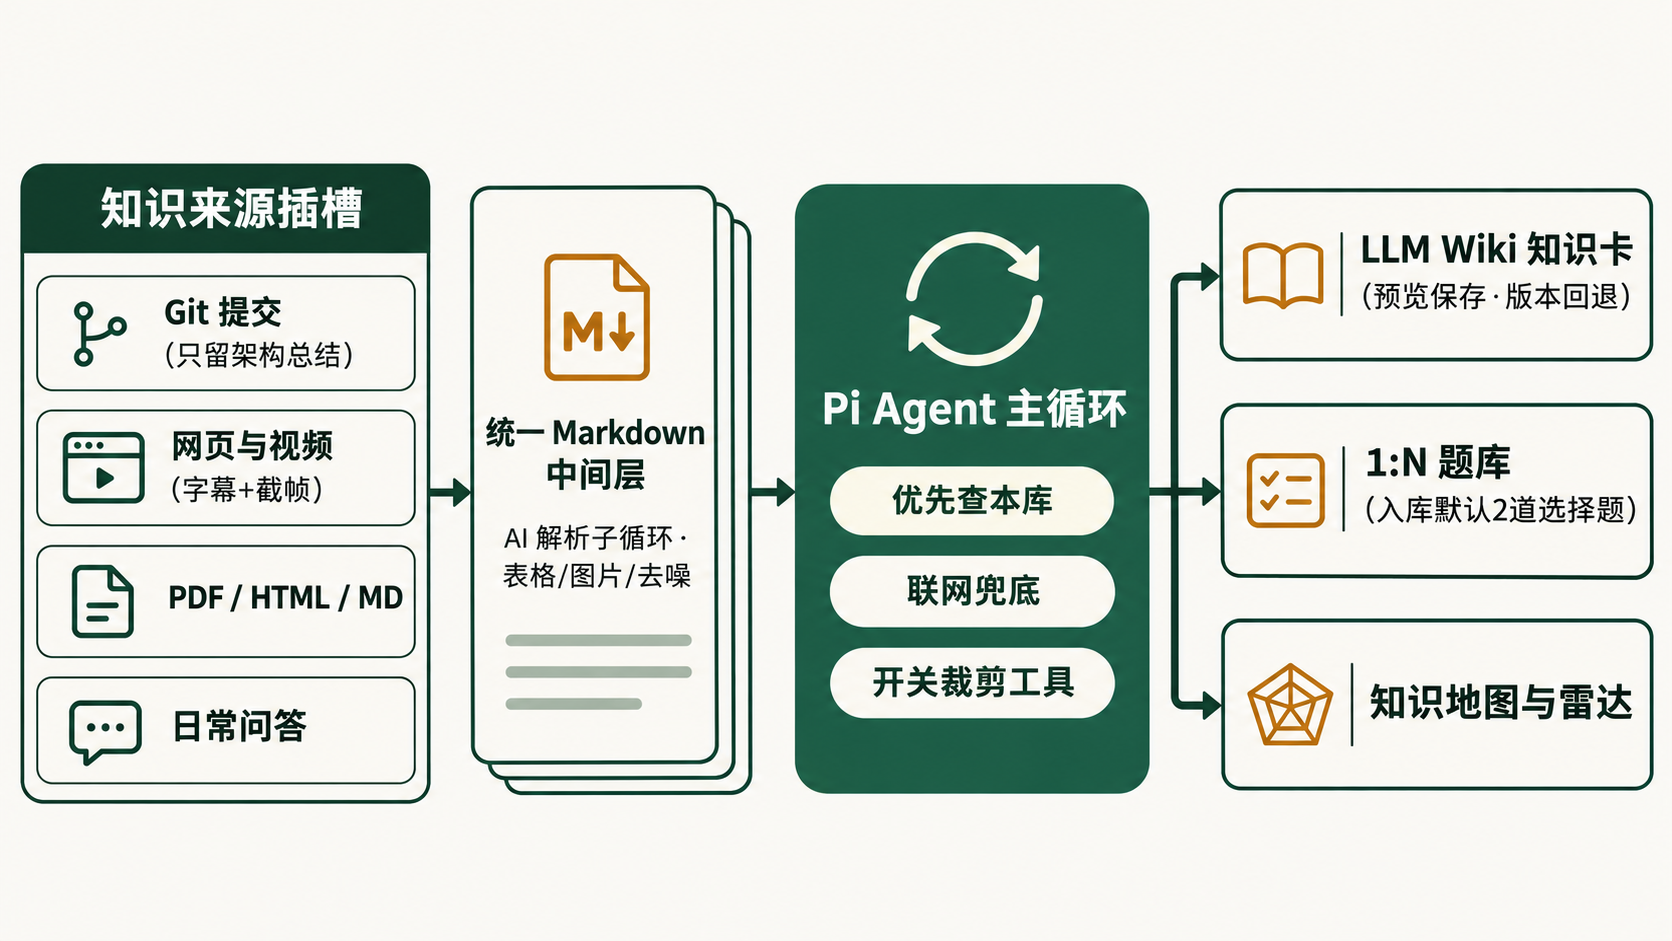 知识来源插槽
Git 提交
(只留架构总结)
网页与视频
(字幕+截帧)
PDF / HTML / MD
日常问答
M↓
统一 Markdown
中间层
AI 解析子循环 ·
表格/图片/去噪
Pi Agent 主循环
优先查本库
联网兜底
开关裁剪工具
LLM Wiki 知识卡
(预览保存 · 版本回退)
1:N 题库
(入库默认2道选择题)
知识地图与雷达